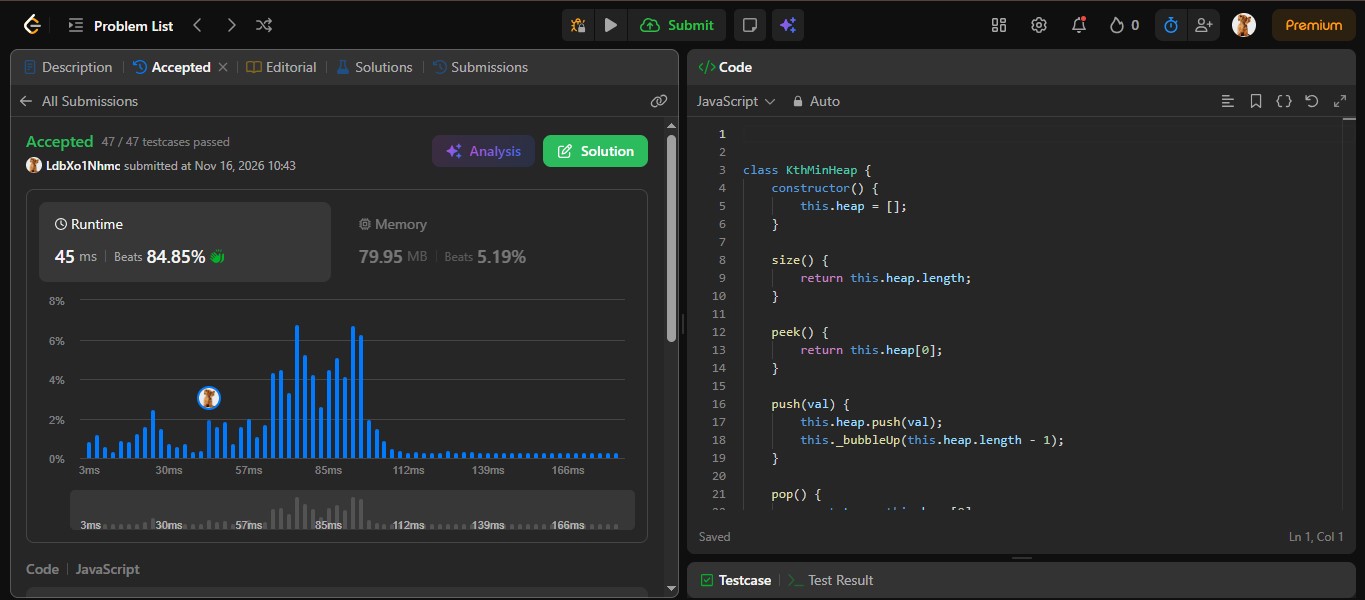 Problem List
Submit
0
Premium
Description | Accepted | Editorial | Solutions | Submissions
All Submissions
Accepted 47 / 47 testcases passed
LdbXo1Nhmc submitted at Nov 16, 2026 10:43
Analysis
Solution
Runtime
45 ms | Beats 84.85%
Memory
79.95 MB | Beats 5.19%
8%
6%
4%
2%
0%
3ms 30ms 57ms 85ms 112ms 139ms 166ms
3ms 30ms 57ms 85ms 112ms 139ms 166ms
Code | JavaScript
</> Code
JavaScript Auto
1
2
3 class KthMinHeap {
4 constructor() {
5 this.heap = [];
6 }
7
8 size() {
9 return this.heap.length;
10 }
11
12 peek() {
13 return this.heap[0];
14 }
15
16 push(val) {
17 this.heap.push(val);
18 this._bubbleUp(this.heap.length - 1);
19 }
20
21 pop() {
Saved
Ln 1, Col 1
Testcase | >_ Test Result